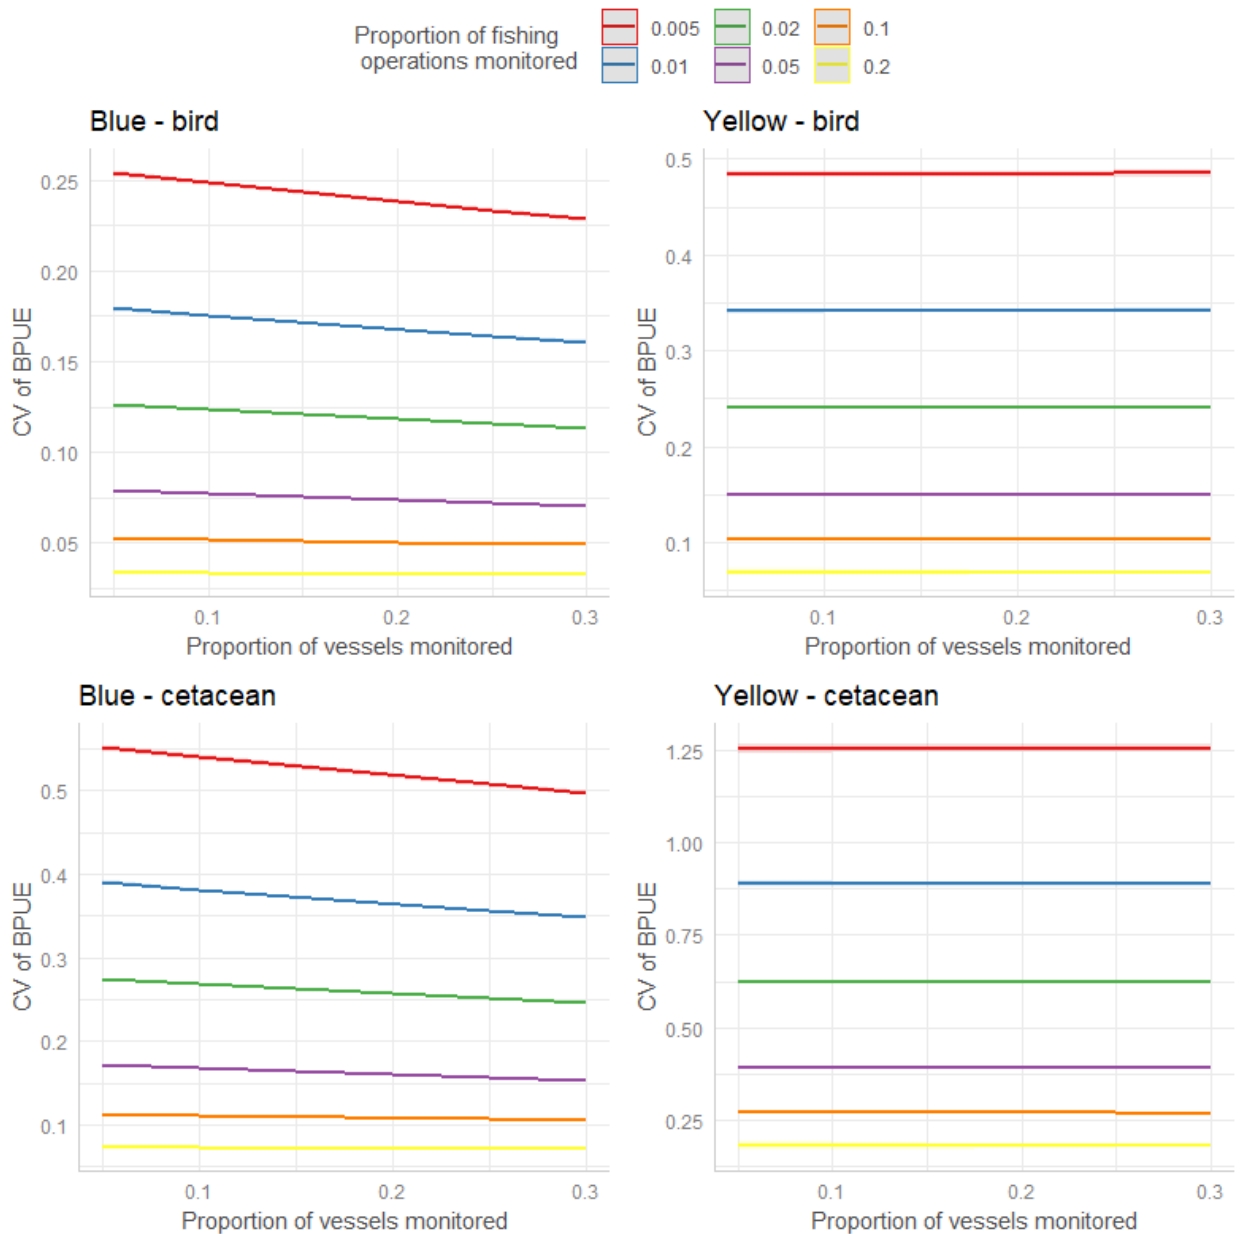 Proportion of fishing
operations monitored
0.005
0.02
0.1
0.01
0.05
0.2
Blue - bird
CV of BPUE
0.25
0.20
0.15
0.10
0.05
0.1
0.2
0.3
Proportion of vessels monitored
Yellow - bird
CV of BPUE
0.5
0.4
0.3
0.2
0.1
0.1
0.2
0.3
Proportion of vessels monitored
Blue - cetacean
CV of BPUE
0.5
0.4
0.3
0.2
0.1
0.1
0.2
0.3
Proportion of vessels monitored
Yellow - cetacean
CV of BPUE
1.25
1.00
0.75
0.50
0.25
0.1
0.2
0.3
Proportion of vessels monitored